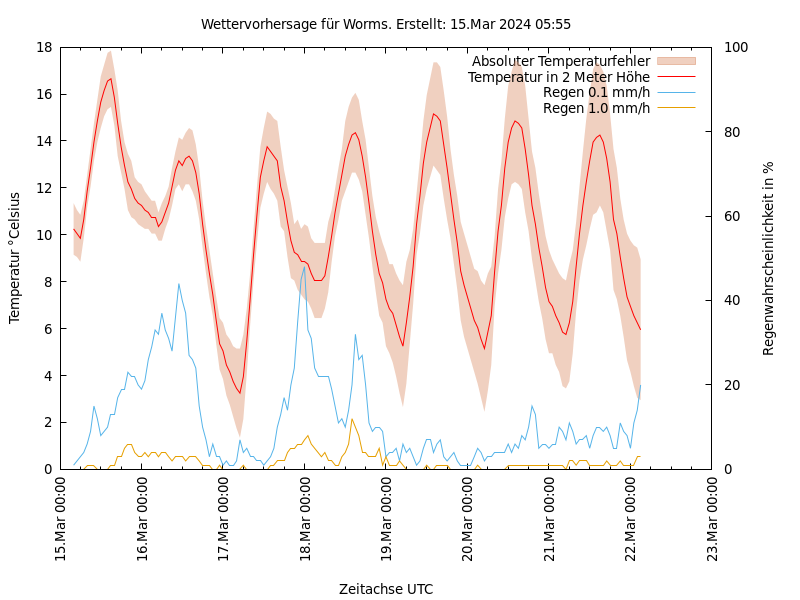 Wettervorhersage für Worms. Erstellt: 15.Mar 2024 05:55
Absoluter Temperaturfehler
Temperatur in 2 Meter Höhe
Regen 0.1 mm/h
Regen 1.0 mm/h
Temperatur °Celsius
18
16
14
12
10
8
6
4
2
0
100
80
60
40
20
0
Regenwahrscheinlichkeit in %
15.Mar 00:00
16.Mar 00:00
17.Mar 00:00
18.Mar 00:00
19.Mar 00:00
20.Mar 00:00
21.Mar 00:00
22.Mar 00:00
23.Mar 00:00
Zeitachse UTC